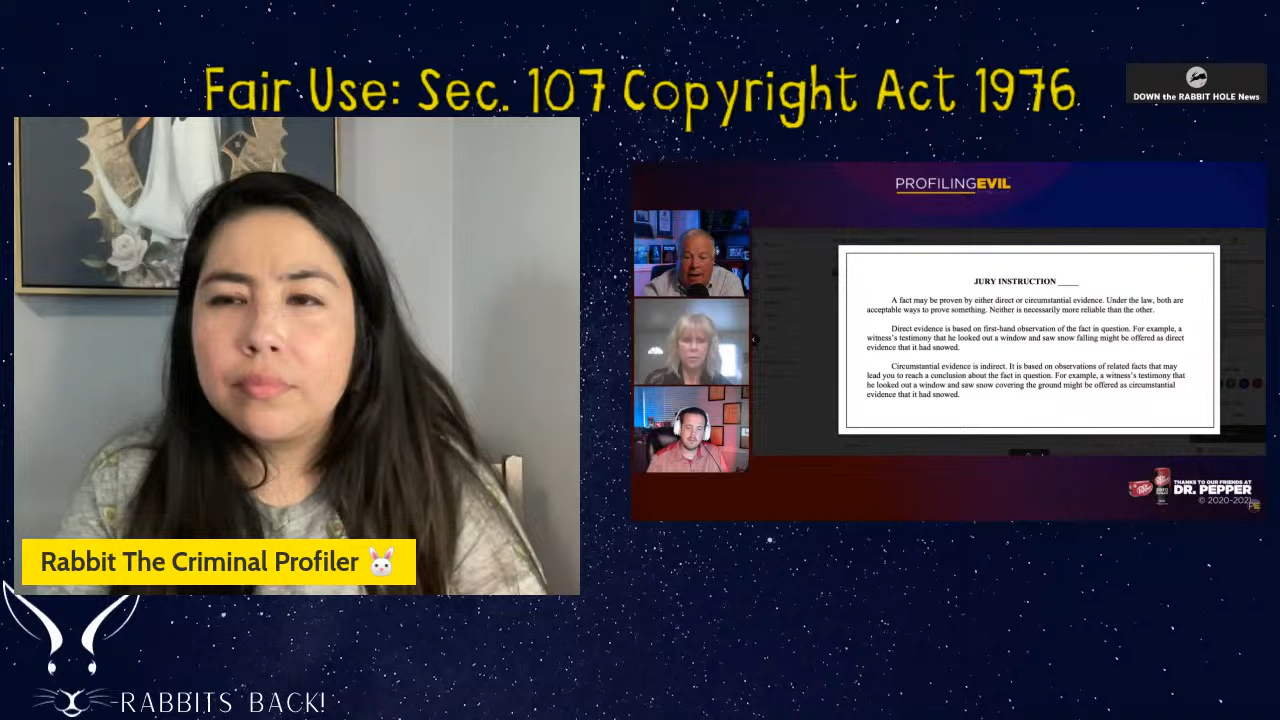 Fair Use: Sec. 107 Copyright Act 1976
DOWN the RABBIT HOLE News
PROFILINGEVIL
JURY INSTRUCTION _____
A fact may be proven by either direct or circumstantial evidence. Under the law, both are
acceptable ways to prove something. Neither is necessarily more reliable than the other.
Direct evidence is based on first-hand observation of the fact in question. For example, a
witness's testimony that he looked out a window and saw snow falling might be offered as direct
evidence that it had snowed.
Circumstantial evidence is indirect. It is based on observations of related facts that may
lead you to reach a conclusion about the fact in question. For example, a witness's testimony that
he looked out a window and saw snow covering the ground might be offered as circumstantial
evidence that it had snowed.
THANKS TO OUR FRIENDS AT
DR. PEPPER
© 2020-202
Rabbit The Criminal Profiler 🐰
RABBITS BACK!